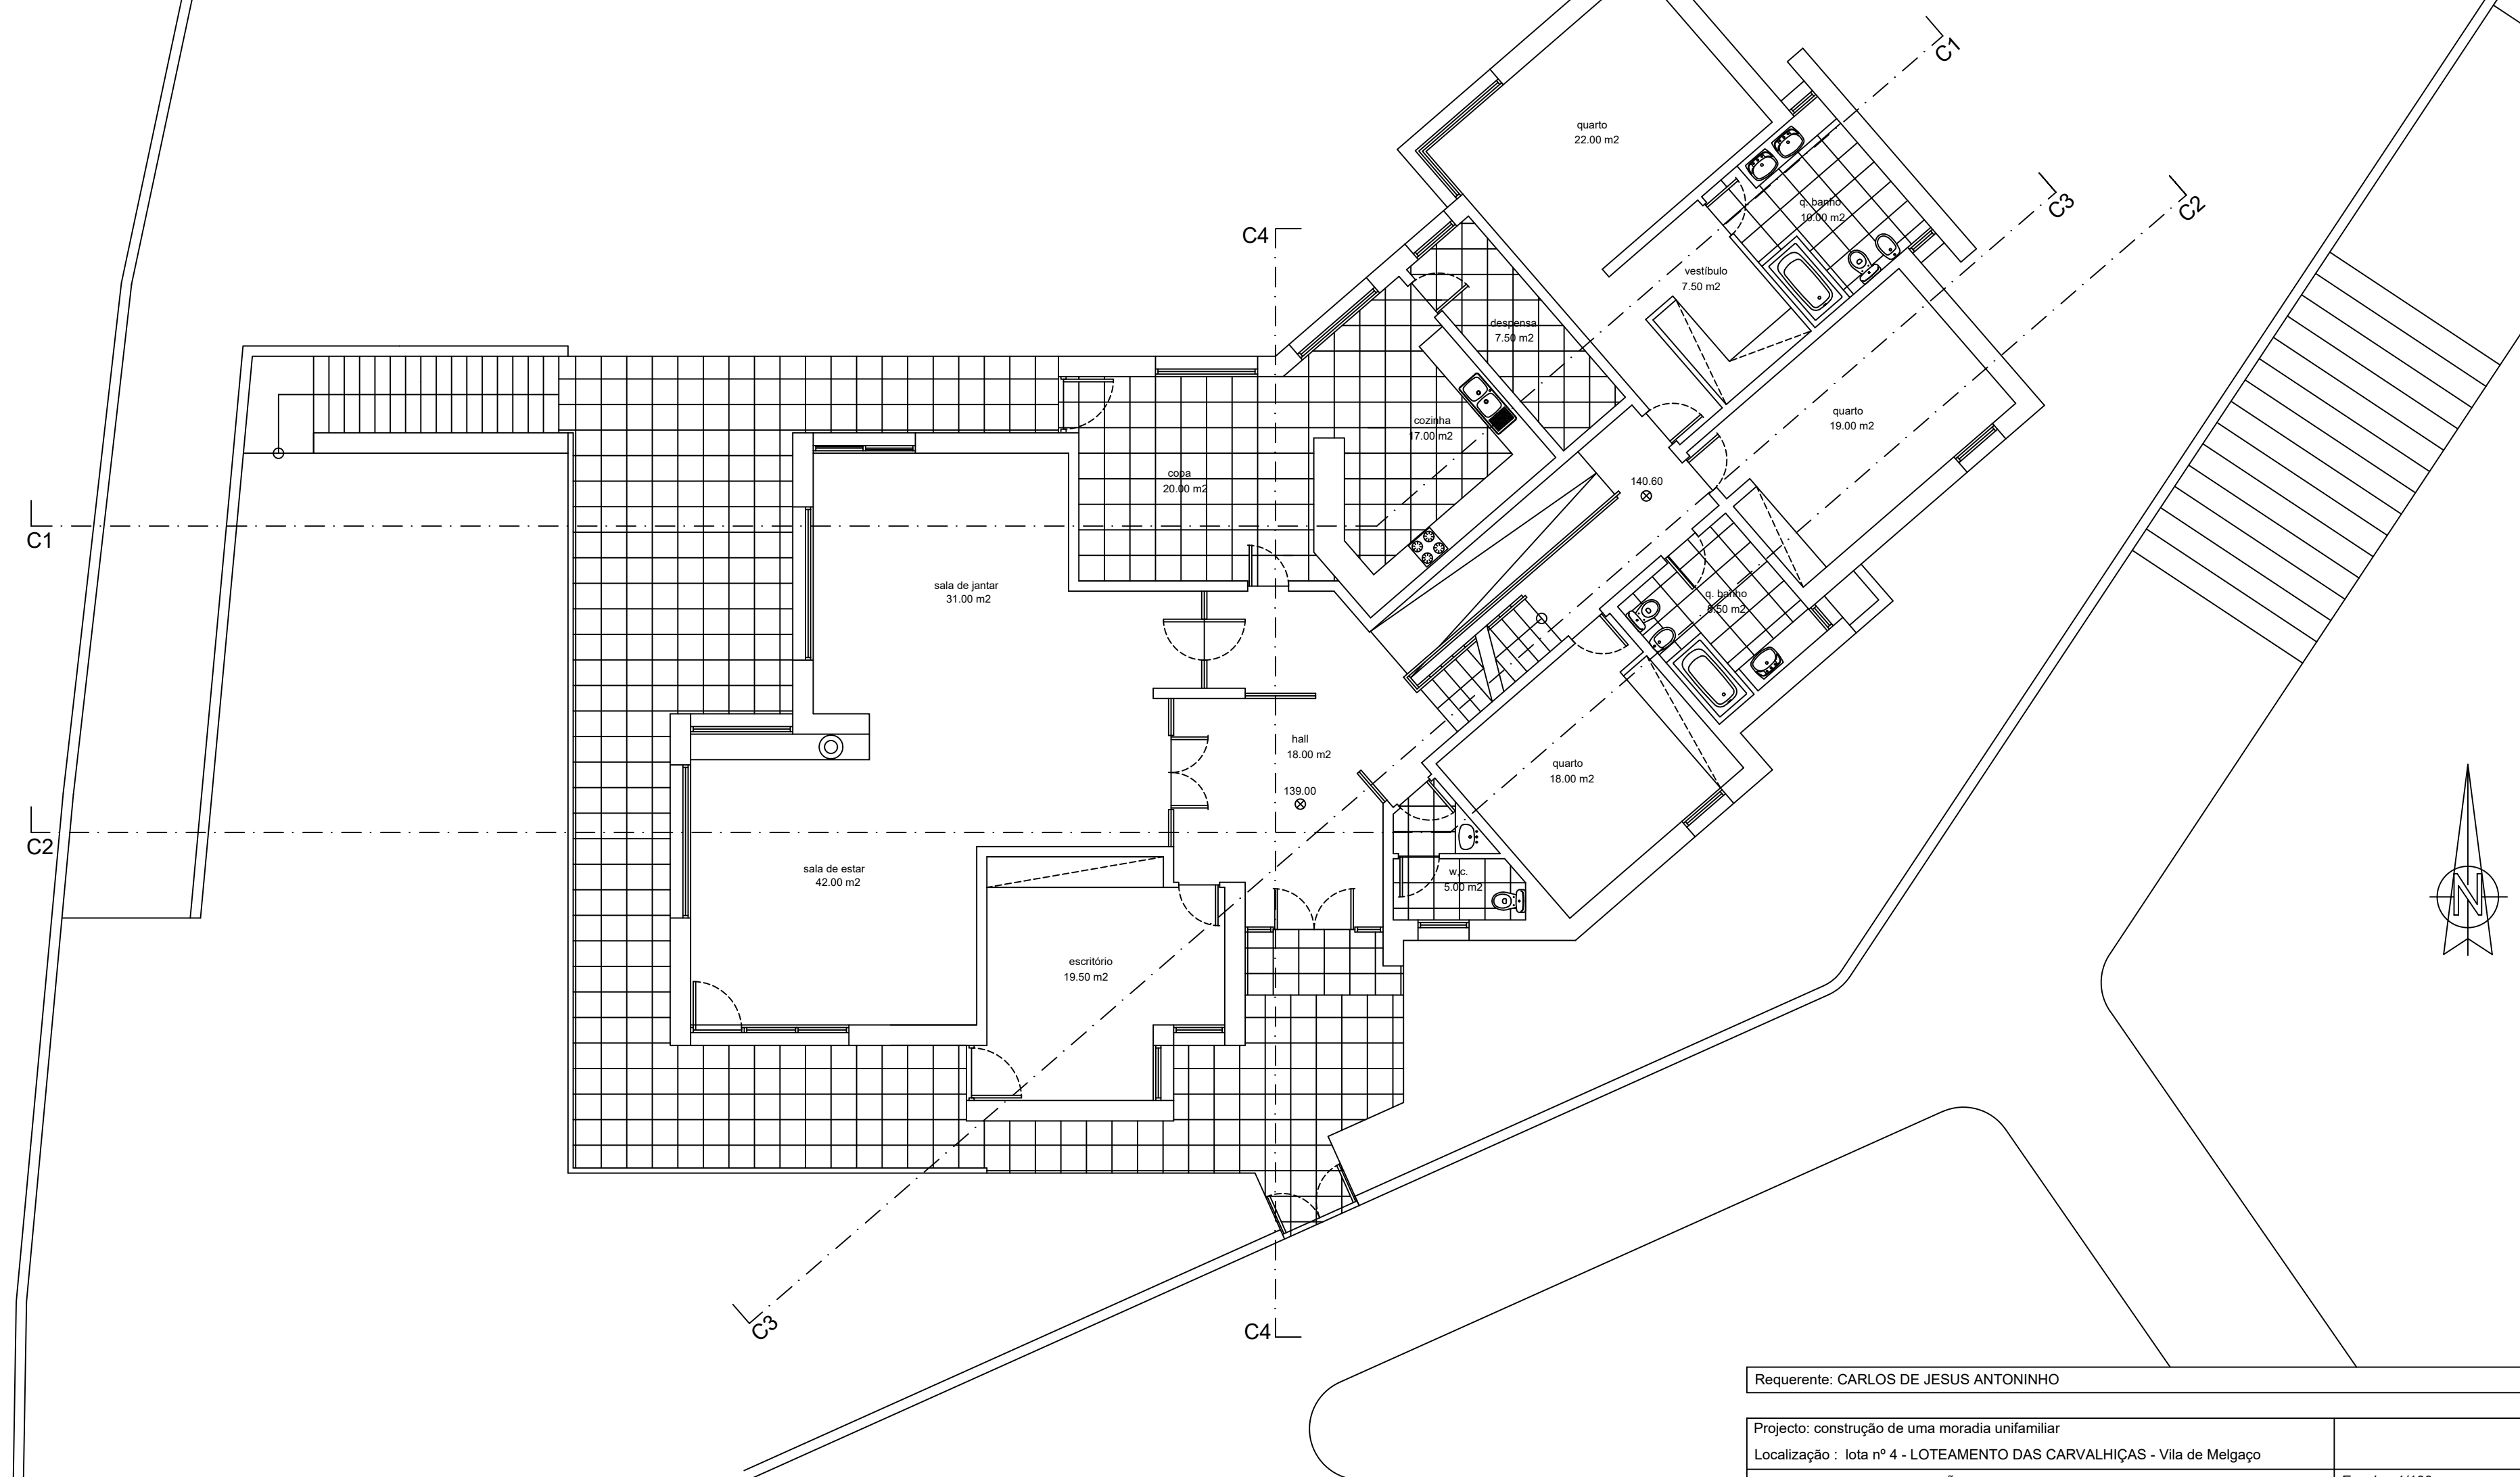 C1
quarto
22.00 m2
q. banho
10.00 m2
C3
C2
C4
vestíbulo
7.50 m2
despensa
7.50 m2
quarto
19.00 m2
cozinha
17.00 m2
copa
20.00 m2
140.60
C1
sala de jantar
31.00 m2
q. banho
hall
18.00 m2
quarto
18.00 m2
139.00
C2
sala de estar
42.00 m2
w.c.
5.00 m2
N
escritório
19.50 m2
C3
C4
Requerente: CARLOS DE JESUS ANTONINHO
Projecto: construção de uma moradia unifamiliar
Localização : lota nº 4 - LOTEAMENTO DAS CARVALHIÇAS - Vila de Melgaço